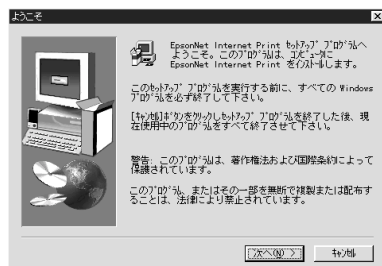 ようこそ
EpsonNet Internet Print ｾｯﾄｱｯﾌﾟ ﾌﾟﾛｸﾞﾗﾑへ
ようこそ。このﾌﾟﾛｸﾞﾗﾑは、ｺﾝﾋﾟｭｰﾀに
EpsonNet Internet Print をｲﾝｽﾄｰﾙします。
このｾｯﾄｱｯﾌﾟ ﾌﾟﾛｸﾞﾗﾑを実行する前に、すべての Windows
ﾌﾟﾛｸﾞﾗﾑを必ず終了して下さい。
[ｷｬﾝｾﾙ]ﾎﾞﾀﾝをｸﾘｯｸしｾｯﾄｱｯﾌﾟ ﾌﾟﾛｸﾞﾗﾑを終了した後、現
在使用中のﾌﾟﾛｸﾞﾗﾑをすべて終了させて下さい。
警告: このﾌﾟﾛｸﾞﾗﾑは、著作権法および国際条約によって
保護されています。
このﾌﾟﾛｸﾞﾗﾑ、またはその一部を無断で複製または配布す
ることは、法律により禁止されています。
次へ(N) >
ｷｬﾝｾﾙ